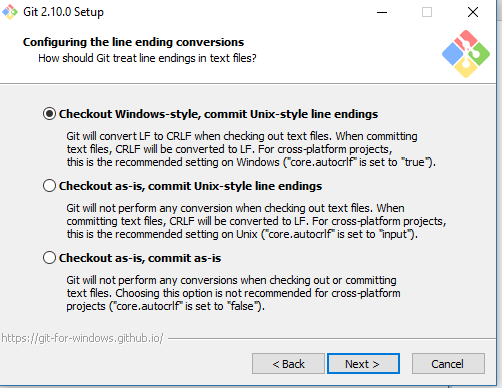 Git 2.10.0 Setup
Configuring the line ending conversions
How should Git treat line endings in text files?
Checkout Windows-style, commit Unix-style line endings
Git will convert LF to CRLF when checking out text files. When committing
text files, CRLF will be converted to LF. For cross-platform projects,
this is the recommended setting on Windows ("core.autocrlf" is set to "true").
Checkout as-is, commit Unix-style line endings
Git will not perform any conversion when checking out text files. When
committing text files, CRLF will be converted to LF. For cross-platform projects,
this is the recommended setting on Unix ("core.autocrlf" is set to "input").
Checkout as-is, commit as-is
Git will not perform any conversions when checking out or committing
text files. Choosing this option is not recommended for cross-platform
projects ("core.autocrlf" is set to "false").
https://git-for-windows.github.io/
< Back
Next >
Cancel